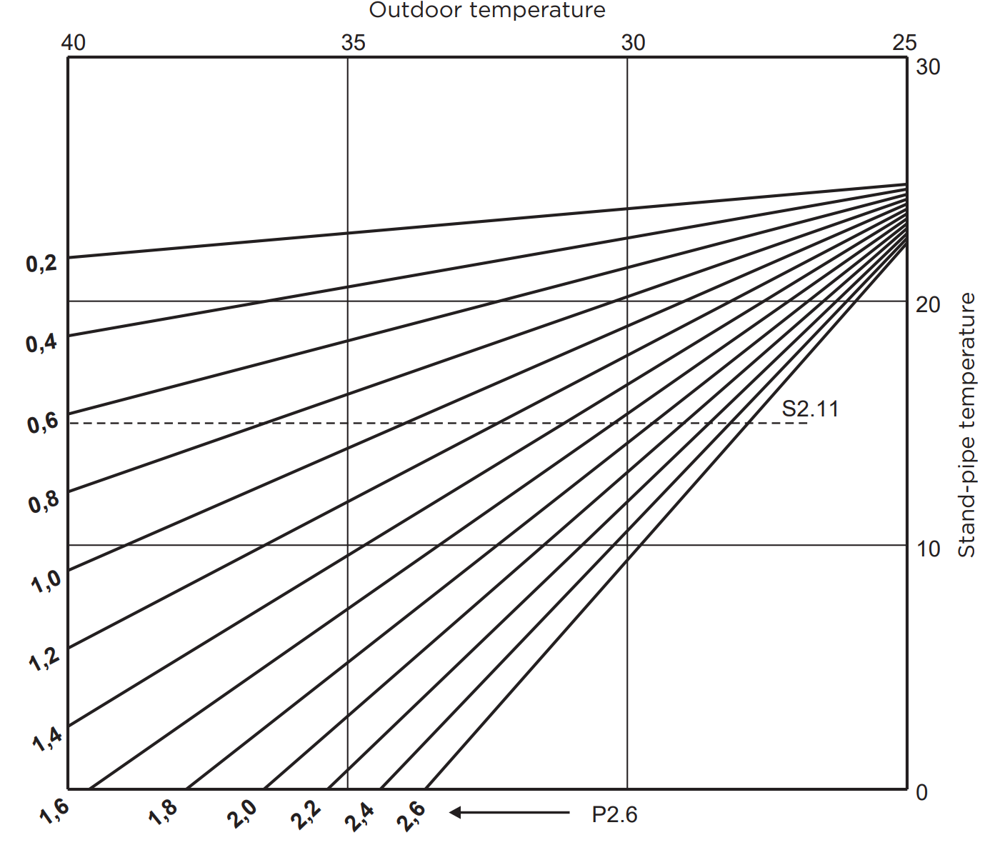 Outdoor temperature
40 35 30 25
30
0,2
20
0,4
Stand-pipe temperature
S2.11
0,6
0,8
10
1,0
1,2
1,4
0
1,6 1,8 2,0 2,2 2,4 2,6 P2.6